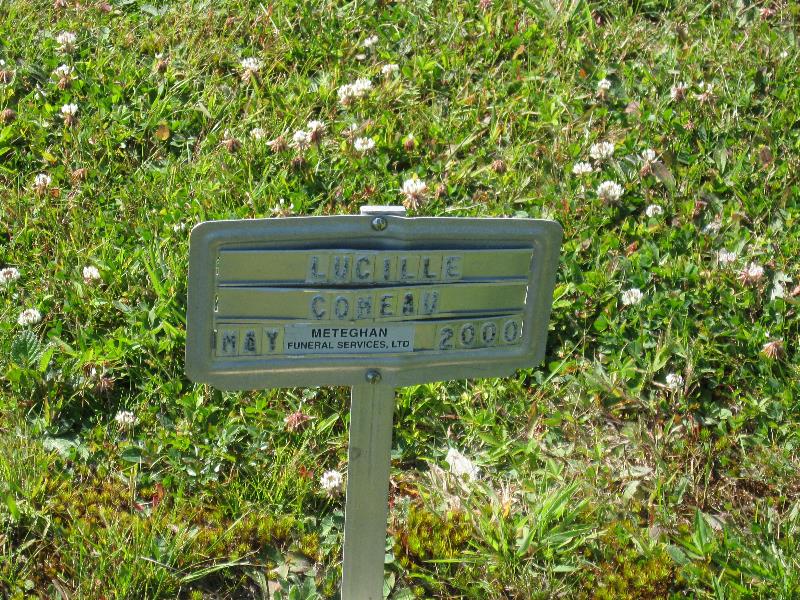 LUCILLE
COMEAU
MAY METEGHAN FUNERAL SERVICES, LTD 2000